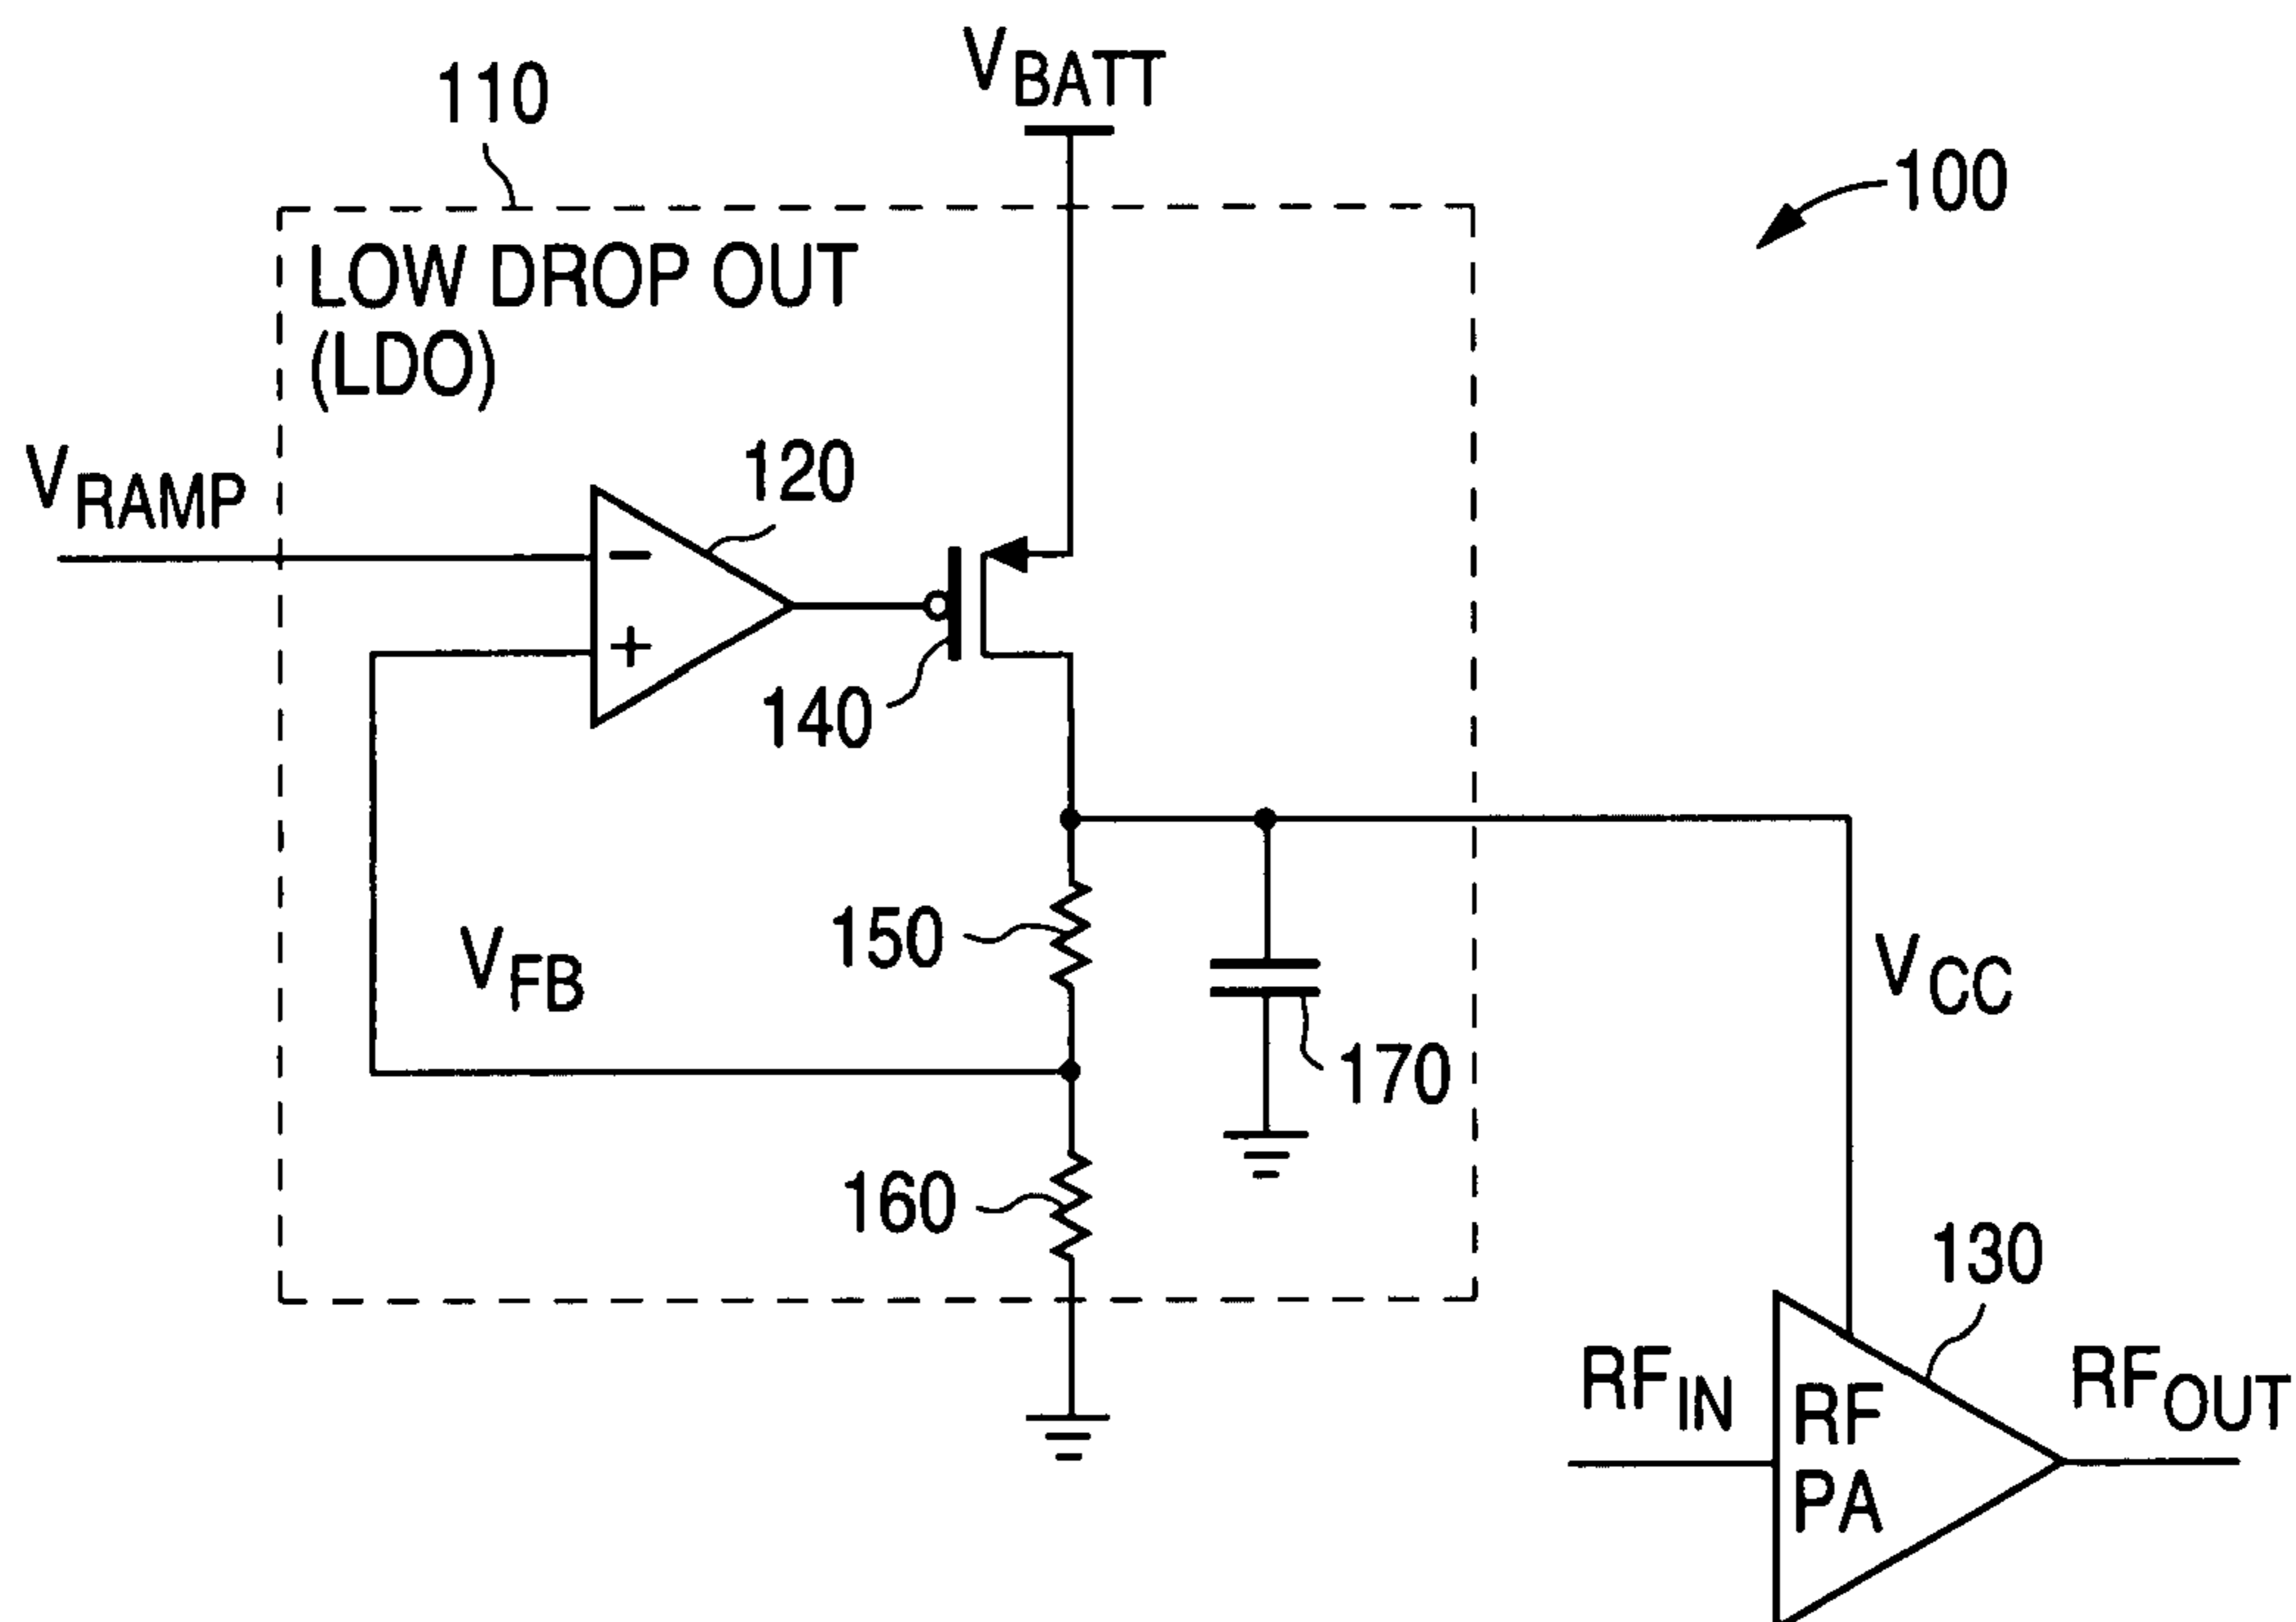 110
VBATT
100
LOW DROP OUT
(LDO)
VRAMP
120
−
+
140
150
VFB
VCC
170
160
130
RFIN
RF
PA
RFOUT